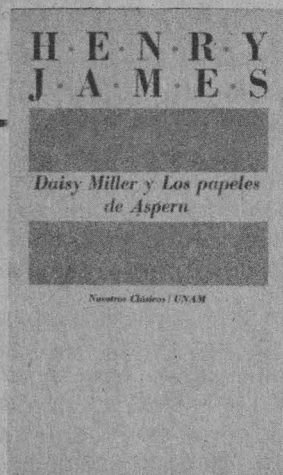 H·E·N·R·Y
J·A·M·E·S
Daisy Miller y Los papeles
de Aspern
Nuestros Clásicos / UNAM